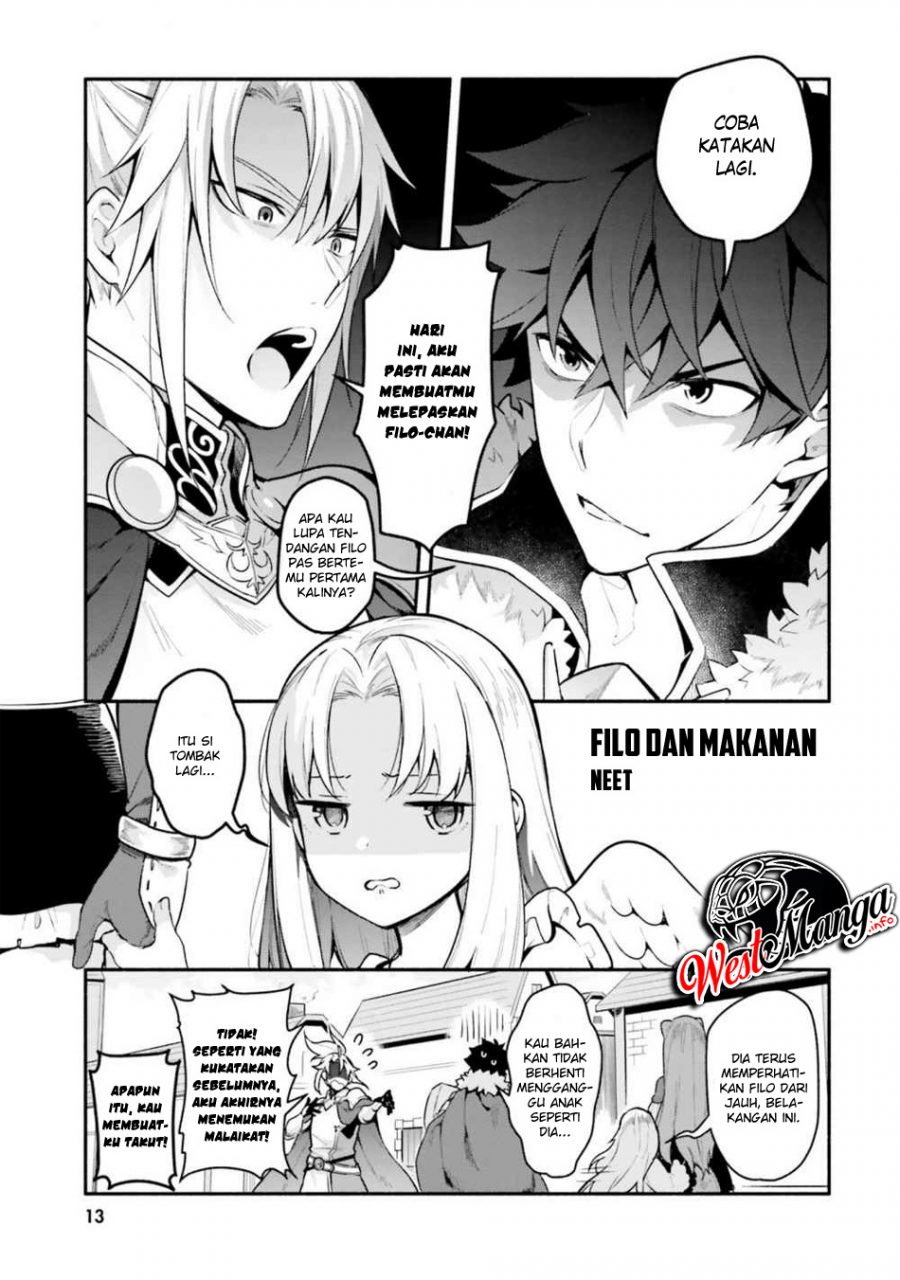 COBA
KATAKAN
LAGI.
HARI
INI, AKU
PASTI AKAN
MEMBUATMU
MELEPASKAN
FILO-CHAN!
APA KAU
LUPA TEN-
DANGAN FILO
PAS BERTE-
MU PERTAMA
KALINYA?
ITU SI
TOMBAK
LAGI...
FILO DAN MAKANAN
NEET
WestManga
.info
DIA TERUS
MEMPERHATI-
KAN FILO DARI
JAUH, BELA-
KANGAN INI.
KAU BAH-
KAN TIDAK
BERHENTI
MENGGANG-
GU ANAK
SEPERTI
DIA...
TIDAK!
SEPERTI YANG
KUKATAKAN
SEBELUMNYA,
AKU AKHIRNYA
MENEMUKAN
MALAIKAT!
APAPUN
ITU, KAU
MEMBUAT-
KU TAKUT!
13